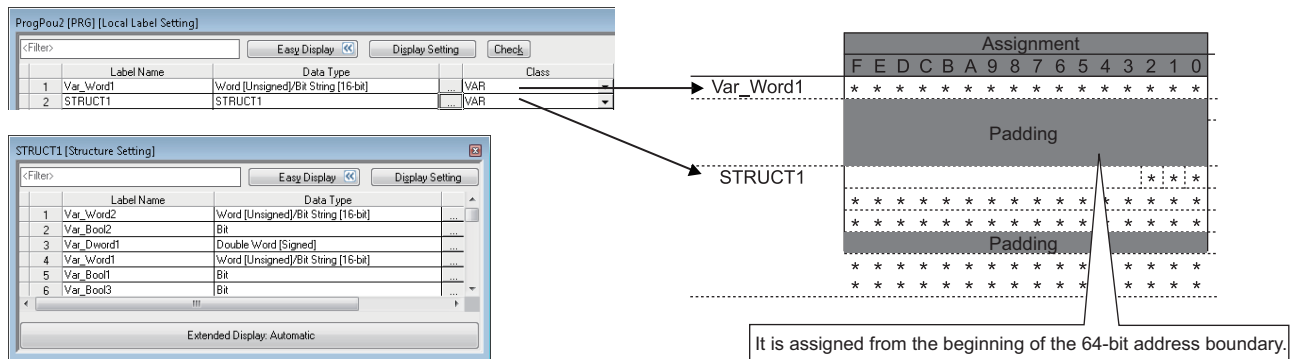 ProgPou2 [PRG] [Local Label Setting]
<Filter>
Easy Display
Display Setting
Check
Label Name Data Type Class
1 Var_Word1 Word [Unsigned]/Bit String [16-bit] ... VAR
2 STRUCT1 STRUCT1 ... VAR
STRUCT1 [Structure Setting]
<Filter>
Easy Display
Display Setting
Label Name Data Type
1 Var_Word2 Word [Unsigned]/Bit String [16-bit] ...
2 Var_Bool2 Bit ...
3 Var_Dword1 Double Word [Signed] ...
4 Var_Word1 Word [Unsigned]/Bit String [16-bit] ...
5 Var_Bool1 Bit ...
6 Var_Bool3 Bit ...
Extended Display: Automatic
Assignment
F E D C B A 9 8 7 6 5 4 3 2 1 0
Var_Word1 * * * * * * * * * * * * * * * *
Padding
STRUCT1 * * *
* * * * * * * * * * * * * * *
* * * * * * * * * * * * * * *
Padding
* * * * * * * * * * * * * * *
* * * * * * * * * * * * * * *
It is assigned from the beginning of the 64-bit address boundary.